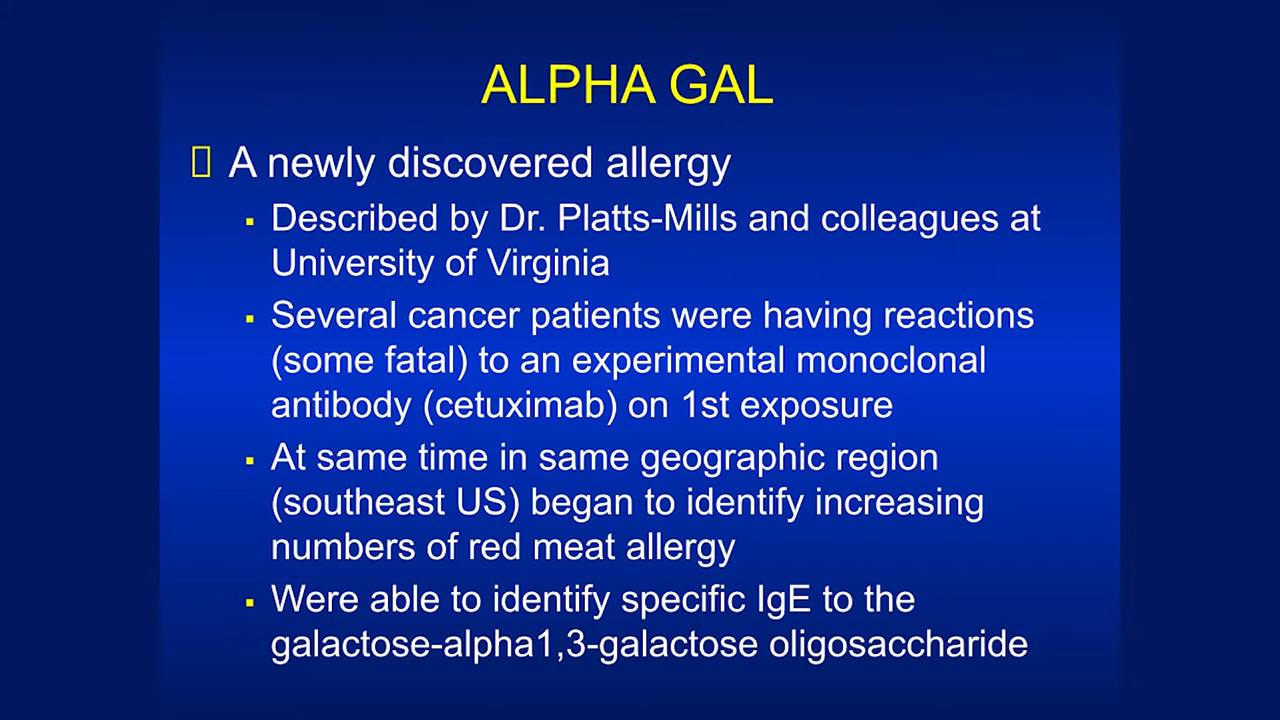 ALPHA GAL
A newly discovered allergy
▪ Described by Dr. Platts-Mills and colleagues at
University of Virginia
▪ Several cancer patients were having reactions
(some fatal) to an experimental monoclonal
antibody (cetuximab) on 1st exposure
▪ At same time in same geographic region
(southeast US) began to identify increasing
numbers of red meat allergy
▪ Were able to identify specific IgE to the
galactose-alpha1,3-galactose oligosaccharide